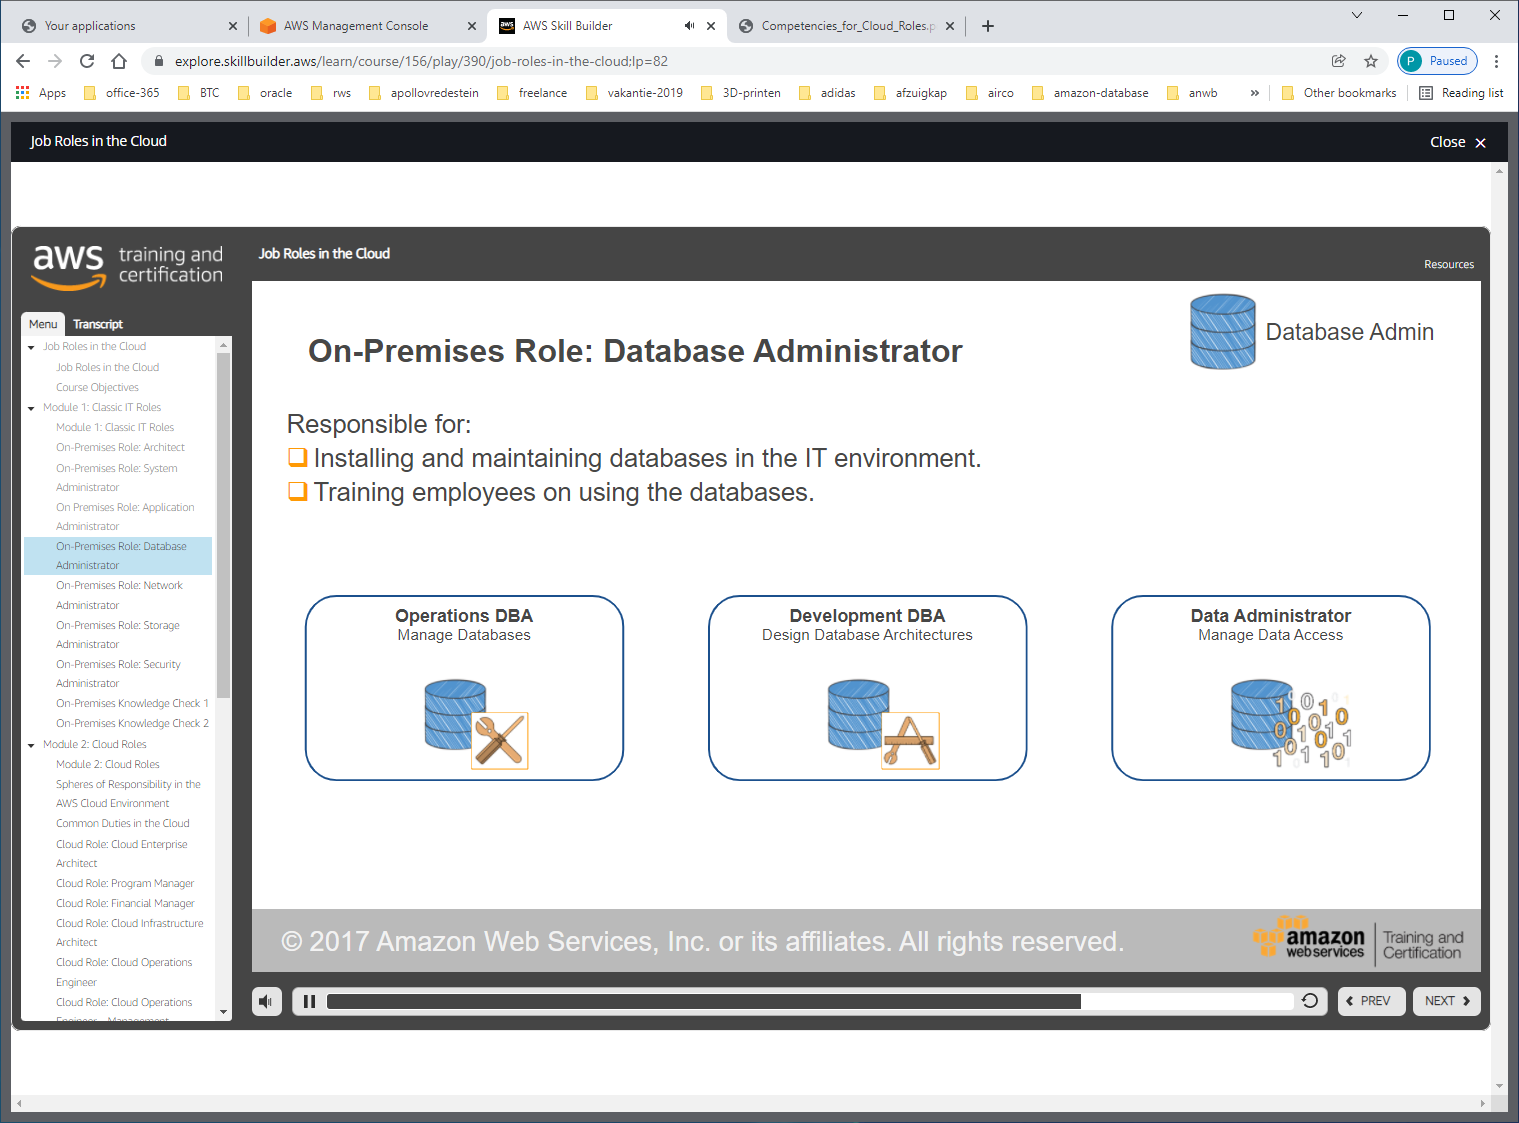 Your applications
AWS Management Console
AWS Skill Builder
Competencies_for_Cloud_Roles.p
explore.skillbuilder.aws/learn/course/156/play/390/job-roles-in-the-cloud;lp=82
P Paused
Apps office-365 BTC oracle rws apollovredestein freelance vakantie-2019 3D-printen adidas afzuigkap airco amazon-database anwb » Other bookmarks Reading list
Job Roles in the Cloud
Close
aws training and
certification
Job Roles in the Cloud
Resources
Menu Transcript
Job Roles in the Cloud
Job Roles in the Cloud
Course Objectives
Module 1: Classic IT Roles
Module 1: Classic IT Roles
On-Premises Role: Architect
On-Premises Role: System
Administrator
On Premises Role: Application
Administrator
On-Premises Role: Database
Administrator
On-Premises Role: Network
Administrator
On-Premises Role: Storage
Administrator
On-Premises Role: Security
Administrator
On-Premises Knowledge Check 1
On-Premises Knowledge Check 2
Module 2: Cloud Roles
Module 2: Cloud Roles
Spheres of Responsibility in the
AWS Cloud Environment
Common Duties in the Cloud
Cloud Role: Cloud Enterprise
Architect
Cloud Role: Program Manager
Cloud Role: Financial Manager
Cloud Role: Cloud Infrastructure
Architect
Cloud Role: Cloud Operations
Engineer
Cloud Role: Cloud Operations
Engineer - Management
Database Admin
On-Premises Role: Database Administrator
Responsible for:
Installing and maintaining databases in the IT environment.
Training employees on using the databases.
Operations DBA
Manage Databases
Development DBA
Design Database Architectures
Data Administrator
Manage Data Access
© 2017 Amazon Web Services, Inc. or its affiliates. All rights reserved.
amazon
webservices
Training and
Certification
PREV
NEXT